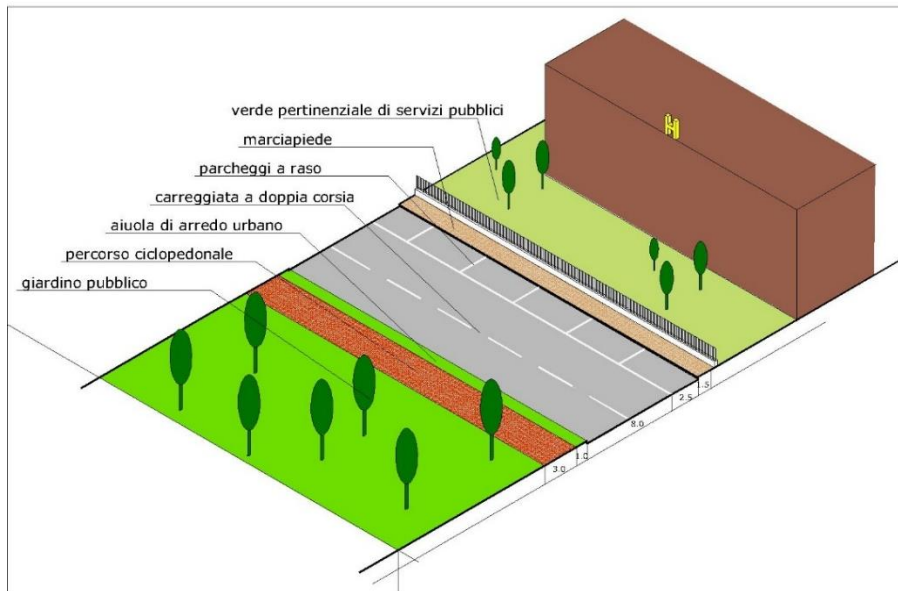 verde pertinenziale di servizi pubblici
marciapiede
parcheggi a raso
carreggiata a doppia corsia
aiuola di arredo urbano
percorso ciclopedonale
giardino pubblico
H
1.5
2.5
8.0
1.0
3.0